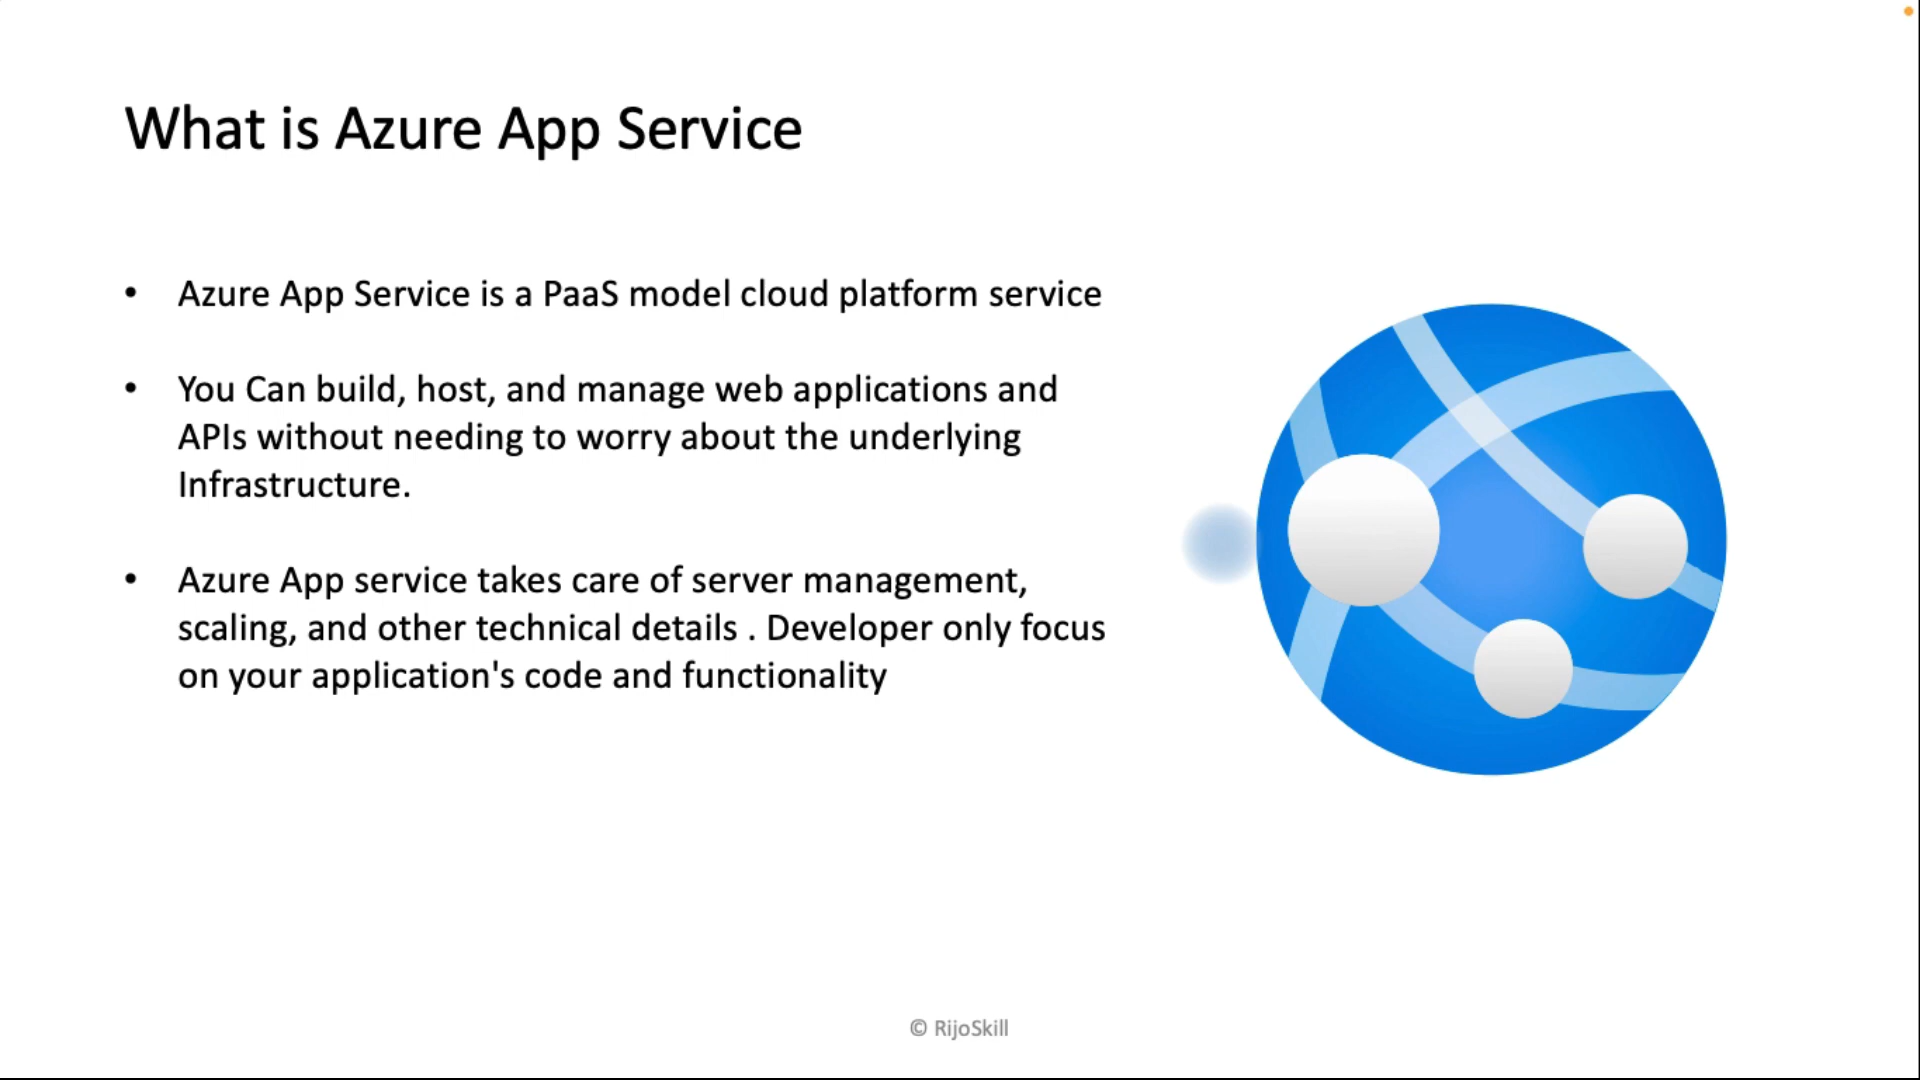 What is Azure App Service
• Azure App Service is a PaaS model cloud platform service
• You Can build, host, and manage web applications and
APIs without needing to worry about the underlying
Infrastructure.
• Azure App service takes care of server management,
scaling, and other technical details . Developer only focus
on your application's code and functionality
© RijoSkill